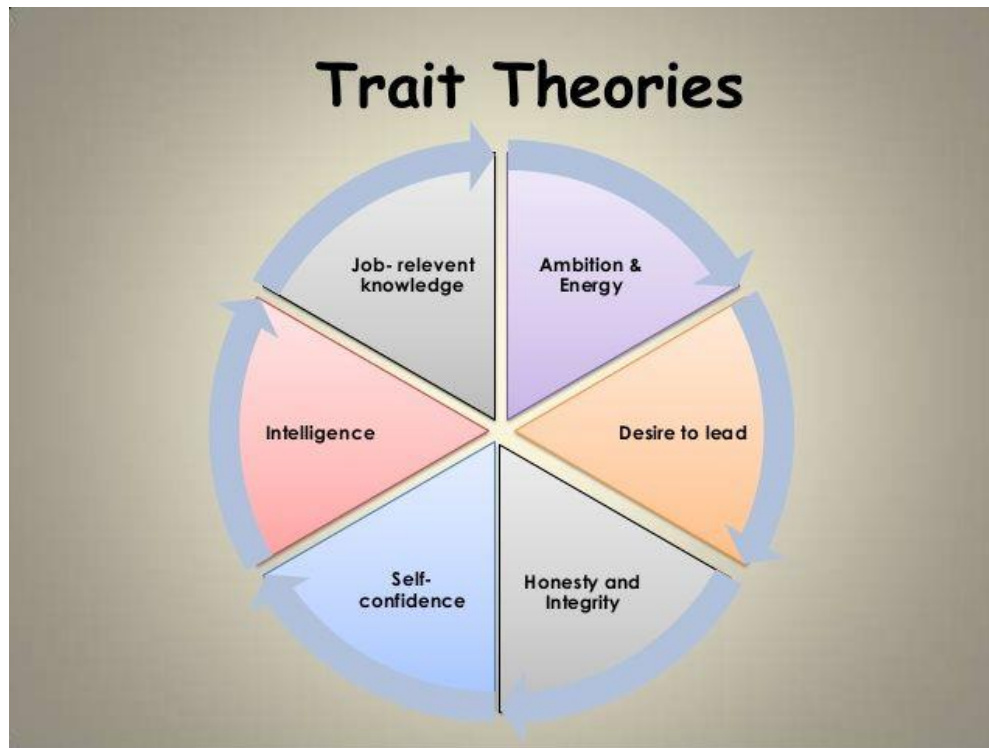 Trait Theories
Job- relevent
knowledge
Ambition &
Energy
Intelligence
Desire to lead
Self-
confidence
Honesty and
Integrity